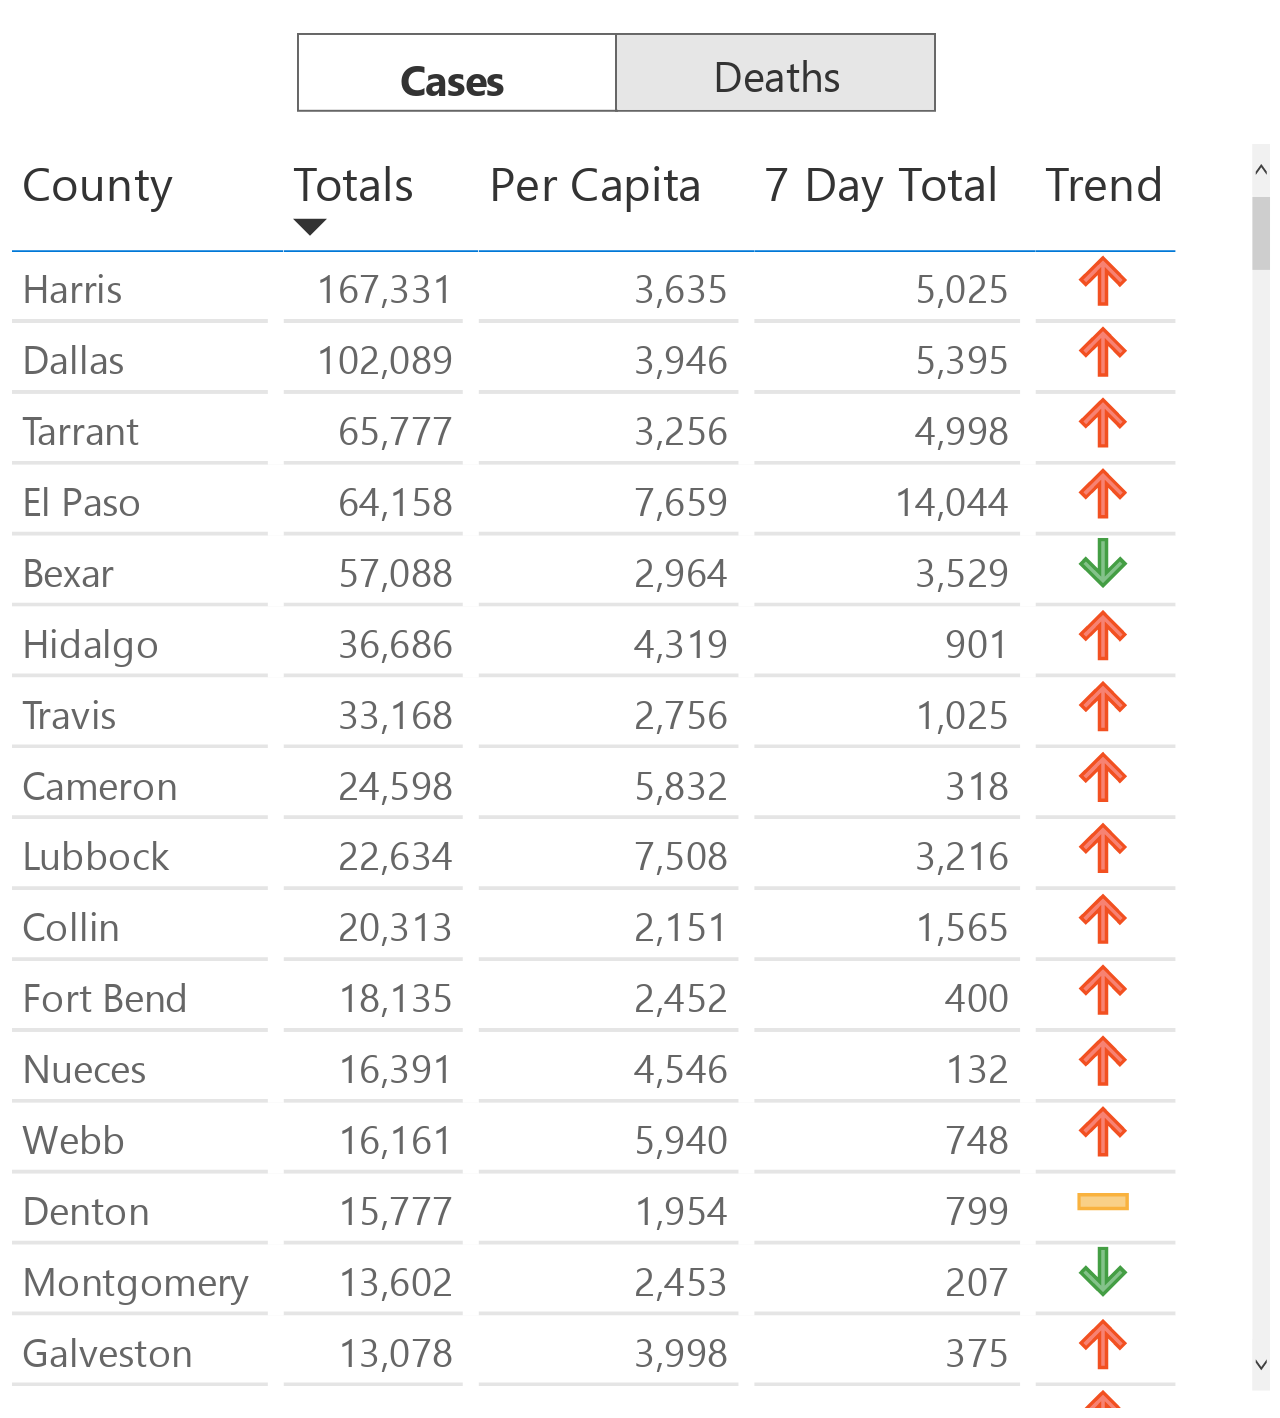 Cases Deaths
County Totals Per Capita 7 Day Total Trend
Harris 167,331 3,635 5,025
Dallas 102,089 3,946 5,395
Tarrant 65,777 3,256 4,998
El Paso 64,158 7,659 14,044
Bexar 57,088 2,964 3,529
Hidalgo 36,686 4,319 901
Travis 33,168 2,756 1,025
Cameron 24,598 5,832 318
Lubbock 22,634 7,508 3,216
Collin 20,313 2,151 1,565
Fort Bend 18,135 2,452 400
Nueces 16,391 4,546 132
Webb 16,161 5,940 748
Denton 15,777 1,954 799
Montgomery 13,602 2,453 207
Galveston 13,078 3,998 375